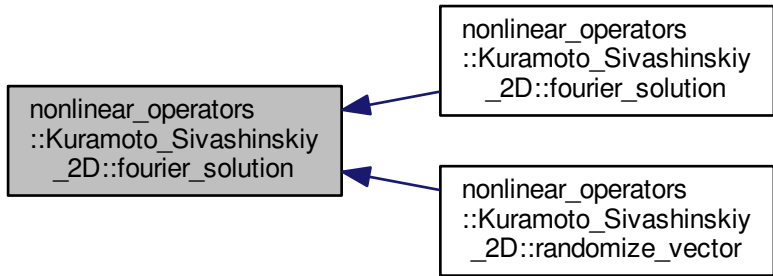 nonlinear_operators
::Kuramoto_Sivashinskiy
_2D::fourier_solution
nonlinear_operators
::Kuramoto_Sivashinskiy
_2D::fourier_solution
nonlinear_operators
::Kuramoto_Sivashinskiy
_2D::randomize_vector